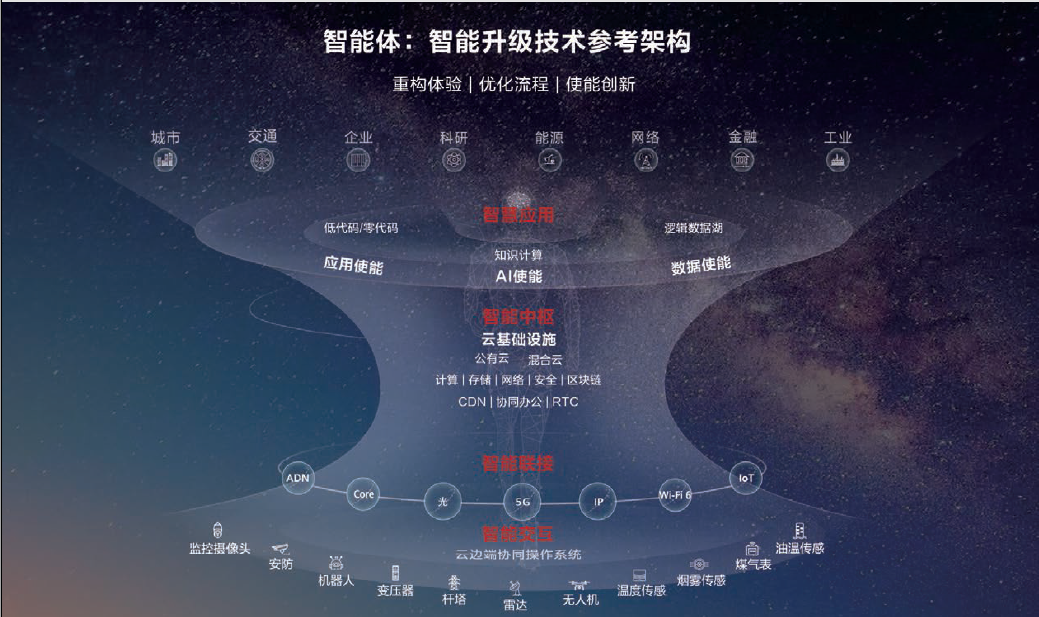 智能体：智能升级技术参考架构
重构体验 | 优化流程 | 使能创新
城市 交通 企业 科研 能源 网络 金融 工业
智慧应用
低代码/零代码 逻辑数据湖
知识计算
应用使能 AI使能 数据使能
智能中枢
云基础设施
公有云 混合云
计算 | 存储 | 网络 | 安全 | 区块链
CDN | 协同办公 | RTC
智能联接
ADN Core 光 5G IP Wi-Fi 6 IoT
智能交互
云边端协同操作系统
监控摄像头 安防 机器人 变压器 杆塔 雷达 无人机 温度传感 烟雾传感 煤气表 油温传感